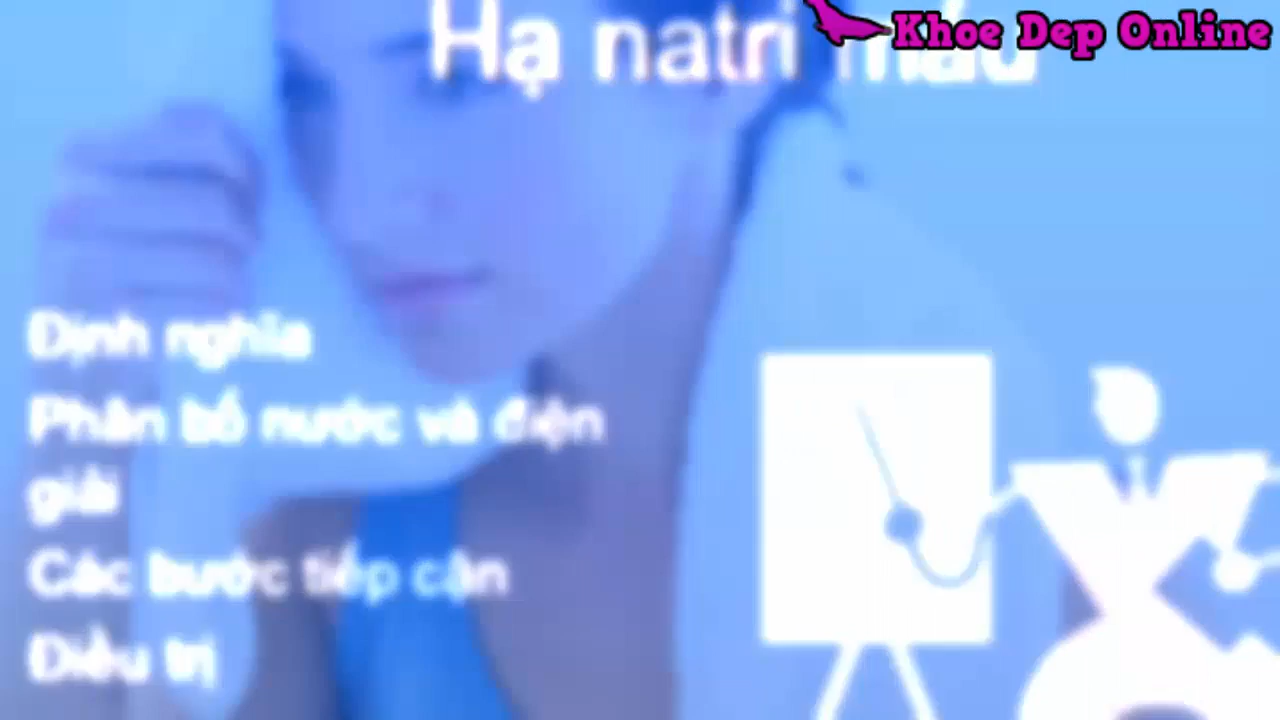 Hạ natri máu
Khoe Dep Online
Định nghĩa
Phân bố nước và điện
giải
Các bước tiếp cận
Điều trị